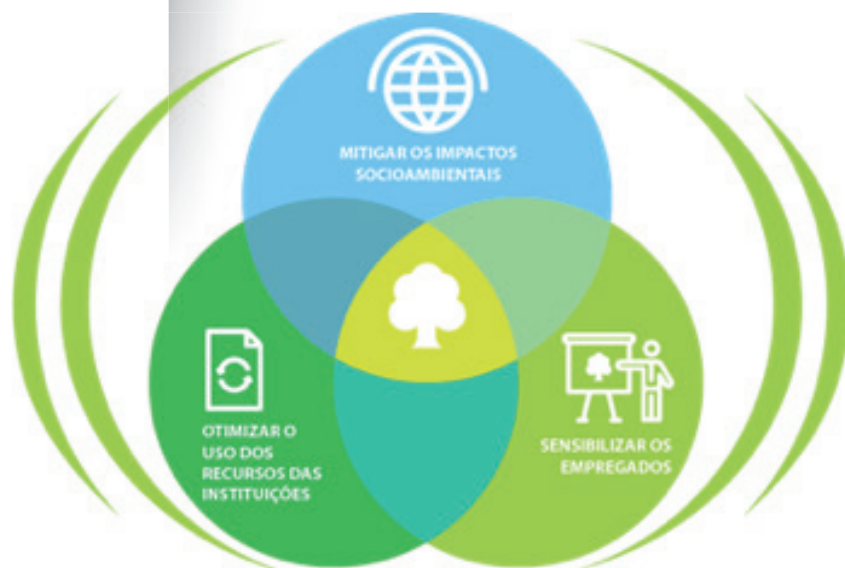 MITIGAR OS IMPACTOS
SOCIOAMBIENTAIS
OTIMIZAR O
USO DOS
RECURSOS DAS
INSTITUIÇÕES
SENSIBILIZAR OS
EMPREGADOS